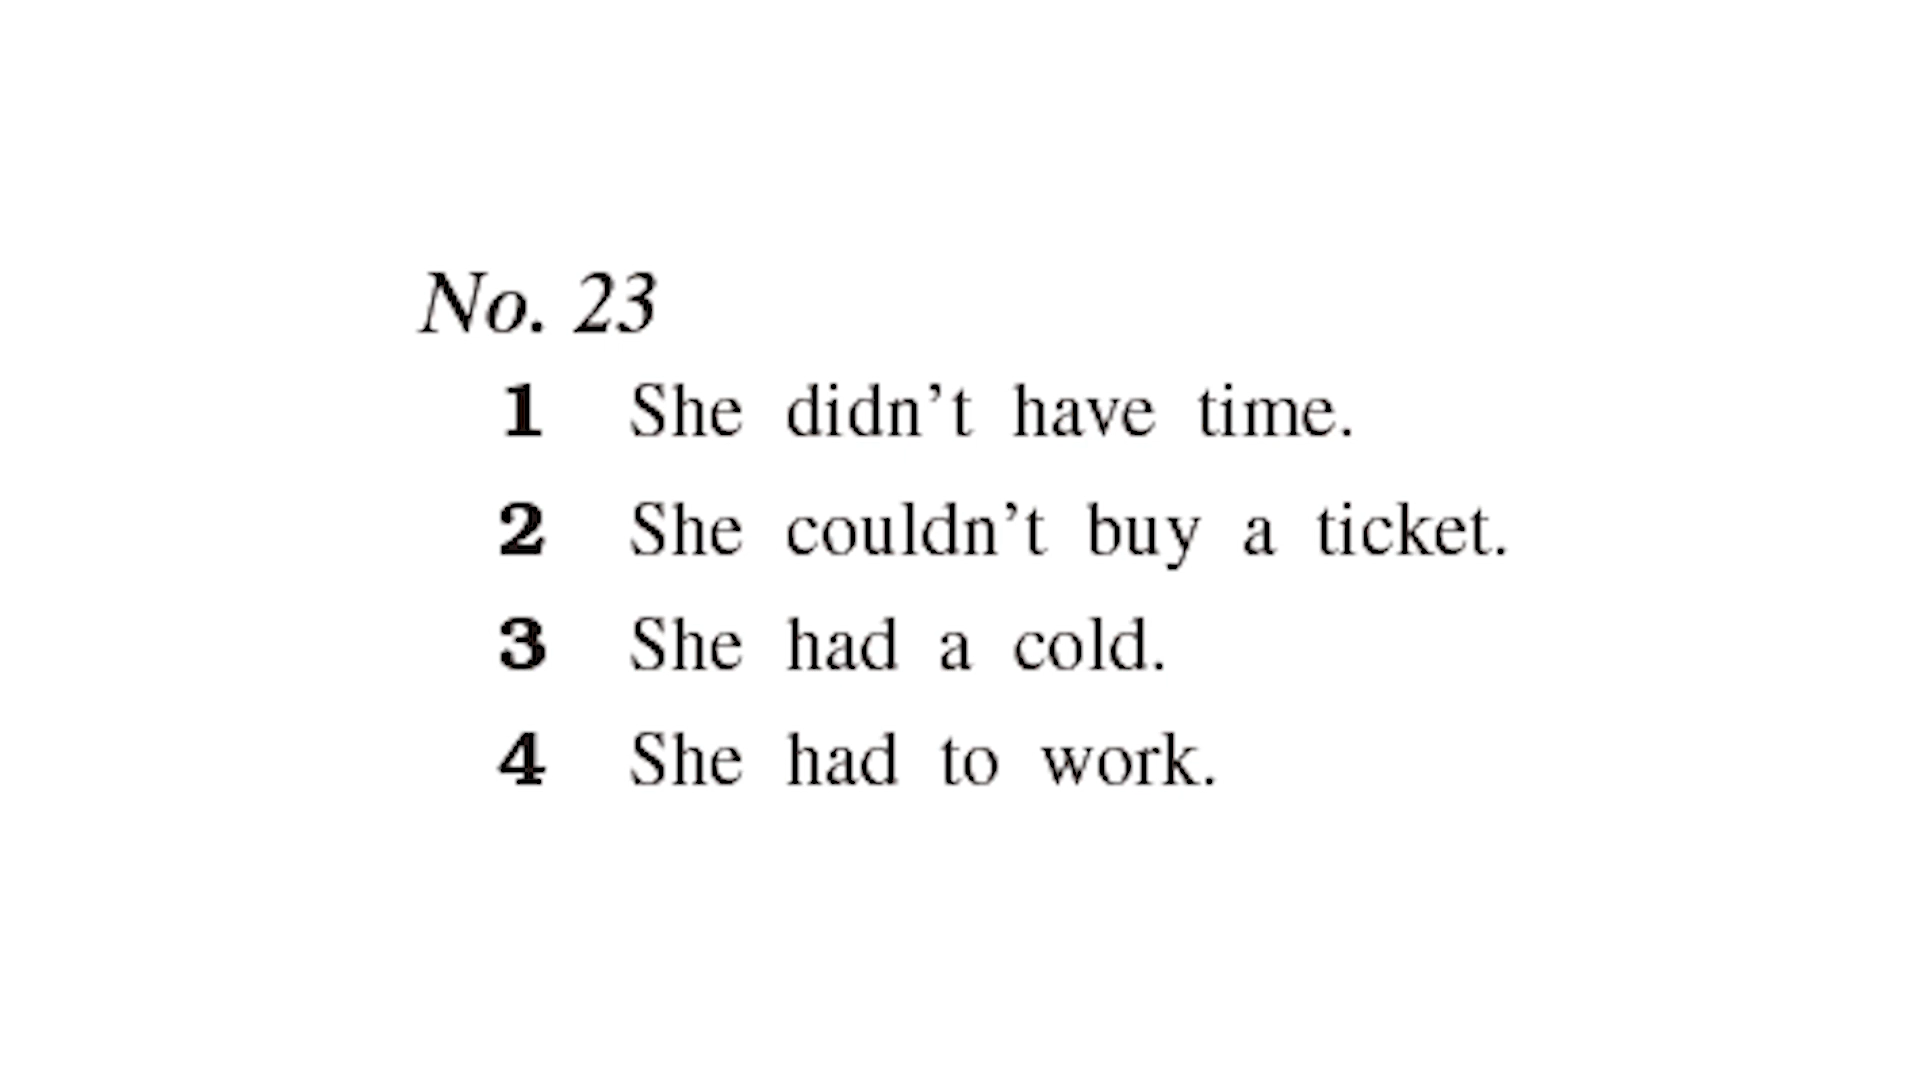 No. 23
1 She didn’t have time.
2 She couldn’t buy a ticket.
3 She had a cold.
4 She had to work.